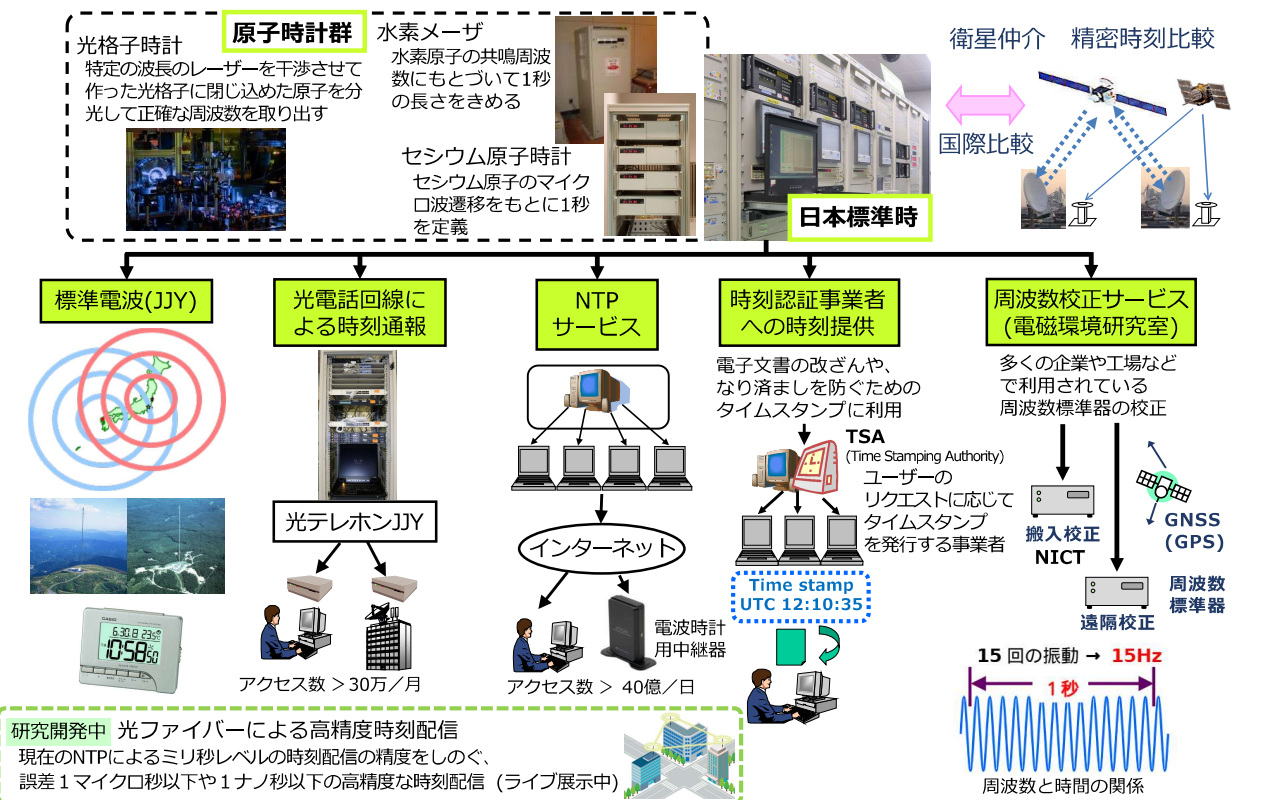 原子時計群
光格子時計
特定の波長のレーザーを干渉させて
作った光格子に閉じ込めた原子を分
光して正確な周波数を取り出す
水素メーザ
水素原子の共鳴周波
数にもとづいて1秒
の長さをきめる
セシウム原子時計
セシウム原子のマイク
ロ波遷移をもとに1秒
を定義
日本標準時
衛星仲介 精密時刻比較
国際比較
標準電波(JJY)
光電話回線に
よる時刻通報
NTP
サービス
時刻認証事業者
への時刻提供
周波数校正サービス
(電磁環境研究室)
CASIO
6.30.8 23.5℃
10:58 50
光テレホンJJY
アクセス数 ＞30万／月
インターネット
電波時計
用中継器
アクセス数 ＞ 40億／日
電子文書の改ざんや、
なり済ましを防ぐための
タイムスタンプに利用
TSA
(Time Stamping Authority)
ユーザーの
リクエストに応じて
タイムスタンプ
を発行する事業者
Time stamp
UTC 12:10:35
多くの企業や工場など
で利用されている
周波数標準器の校正
搬入校正
NICT
GNSS
(GPS)
遠隔校正
周波数
標準器
15 回の振動 → 15Hz
1 秒
周波数と時間の関係
研究開発中 光ファイバーによる高精度時刻配信
現在のNTPによるミリ秒レベルの時刻配信の精度をしのぐ、
誤差１マイクロ秒以下や１ナノ秒以下の高精度な時刻配信 (ライブ展示中)